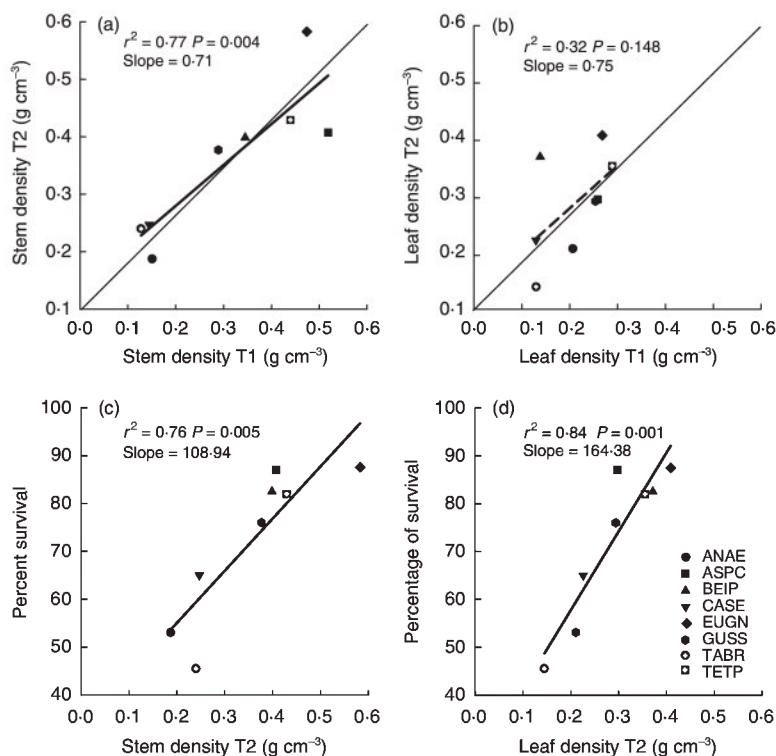 (a)
r² = 0·77 P = 0·004
Slope = 0·71
0·6
0·5
0·4
0·3
0·2
0·1
Stem density T2 (g cm⁻³)
0·0 0·1 0·2 0·3 0·4 0·5 0·6
Stem density T1 (g cm⁻³)
(b)
r² = 0·32 P = 0·148
Slope = 0·75
0·6
0·5
0·4
0·3
0·2
0·1
Leaf density T2 (g cm⁻³)
0·0 0·1 0·2 0·3 0·4 0·5 0·6
Leaf density T1 (g cm⁻³)
(c)
r² = 0·76 P = 0·005
Slope = 108·94
100
90
80
70
60
50
40
Percent survival
0·0 0·1 0·2 0·3 0·4 0·5 0·6
Stem density T2 (g cm⁻³)
(d)
r² = 0·84 P = 0·001
Slope = 164·38
100
90
80
70
60
50
40
Percentage of survival
ANAE
ASPC
BEIP
CASE
EUGN
GUSS
TABR
TETP
0·0 0·1 0·2 0·3 0·4 0·5 0·6
Leaf density T2 (g cm⁻³)